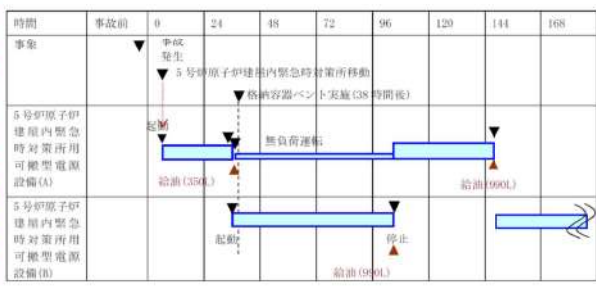 時間 事故前 0 24 48 72 96 120 144 168
事象
事故
発生
5号炉原子炉建屋内緊急時対策所移動
格納容器ベント実施(38時間後)
5号炉原子炉
建屋内緊急
時対策所用
可搬型電源
設備(A)
起動
無負荷運転
給油(350L)
給油(990L)
5号炉原子炉
建屋内緊急
時対策所用
可搬型電源
設備(B)
起動
停止
給油(990L)